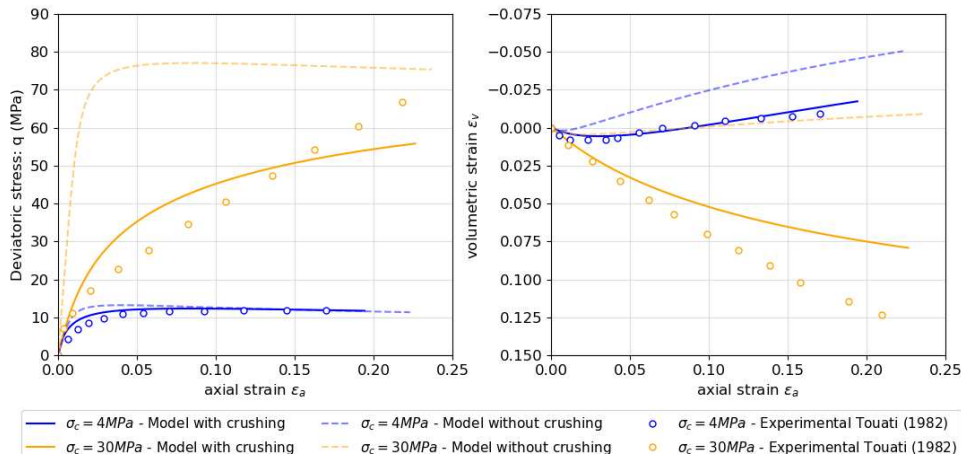 90
80
70
60
50
40
30
20
10
0
Deviatoric stress: q (MPa)
0.00 0.05 0.10 0.15 0.20 0.25
axial strain εₐ
−0.075
−0.050
−0.025
0.000
0.025
0.050
0.075
0.100
0.125
0.150
volumetric strain εᵥ
0.00 0.05 0.10 0.15 0.20 0.25
axial strain εₐ
σc = 4MPa - Model with crushing
σc = 30MPa - Model with crushing
σc = 4MPa - Model without crushing
σc = 30MPa - Model without crushing
σc = 4MPa - Experimental Touati (1982)
σc = 30MPa - Experimental Touati (1982)